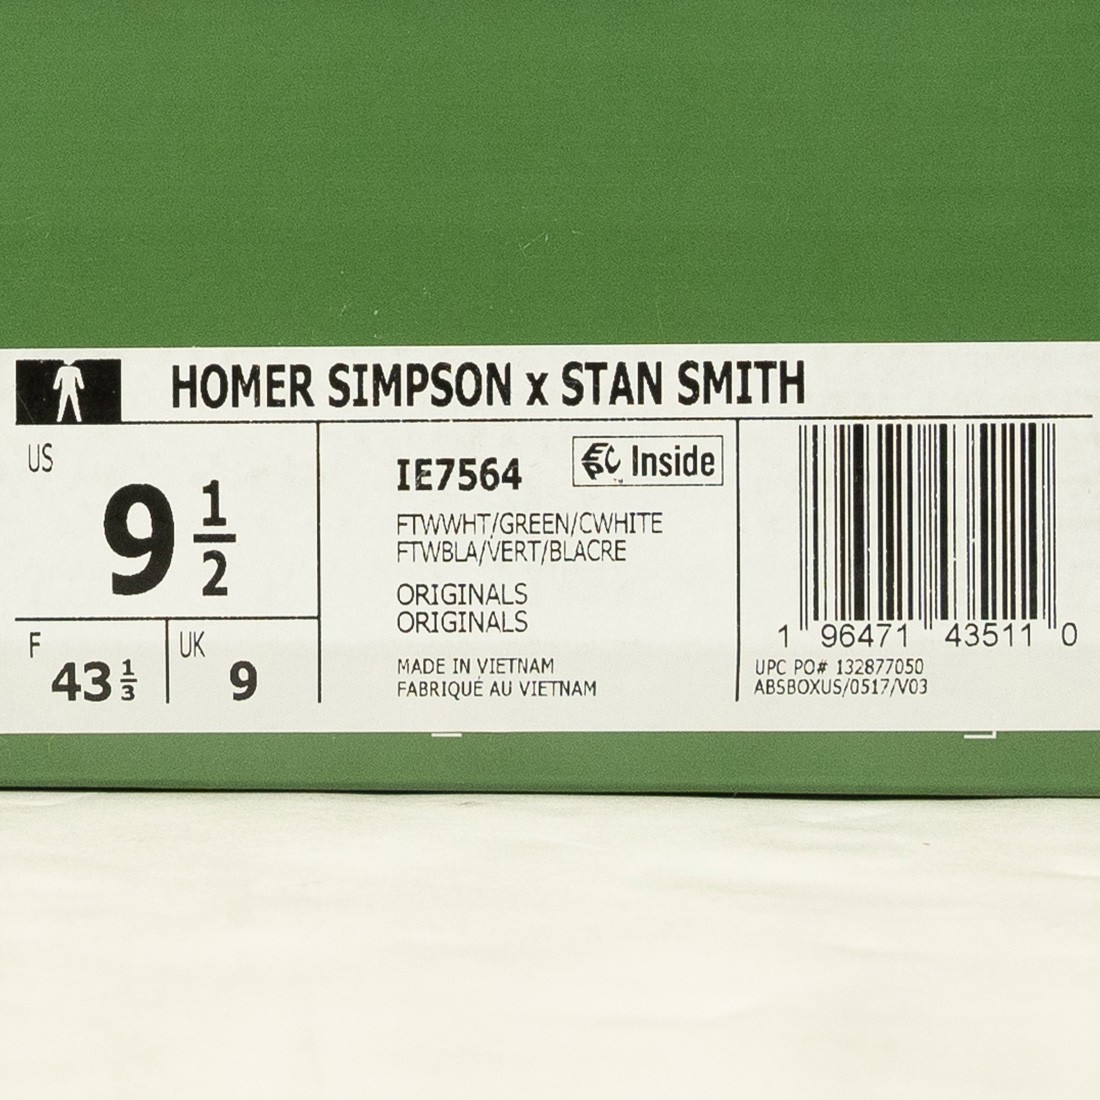 HOMER SIMPSON x STAN SMITH
US
9 1/2
F
43 1/3
UK
9
IE7564
EPC Inside
FTWWHT/GREEN/CWHITE
FTWBLA/VERT/BLACRE
ORIGINALS
ORIGINALS
MADE IN VIETNAM
FABRIQUÉ AU VIETNAM
1 96471 43511 0
UPC PO# 132877050
ABSBOXUS/0517/V03